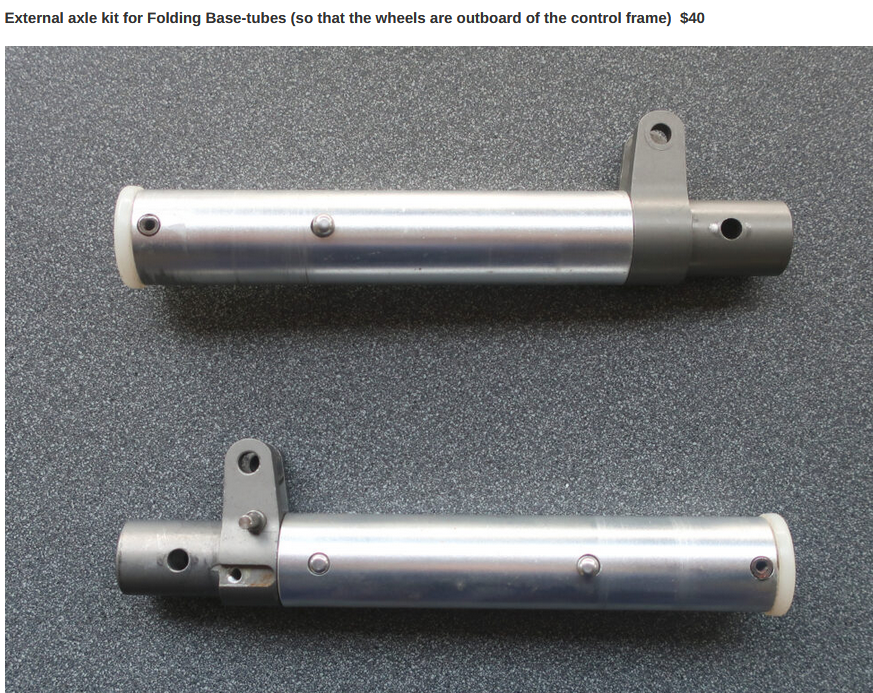 External axle kit for Folding Base-tubes (so that the wheels are outboard of the control frame)  $40